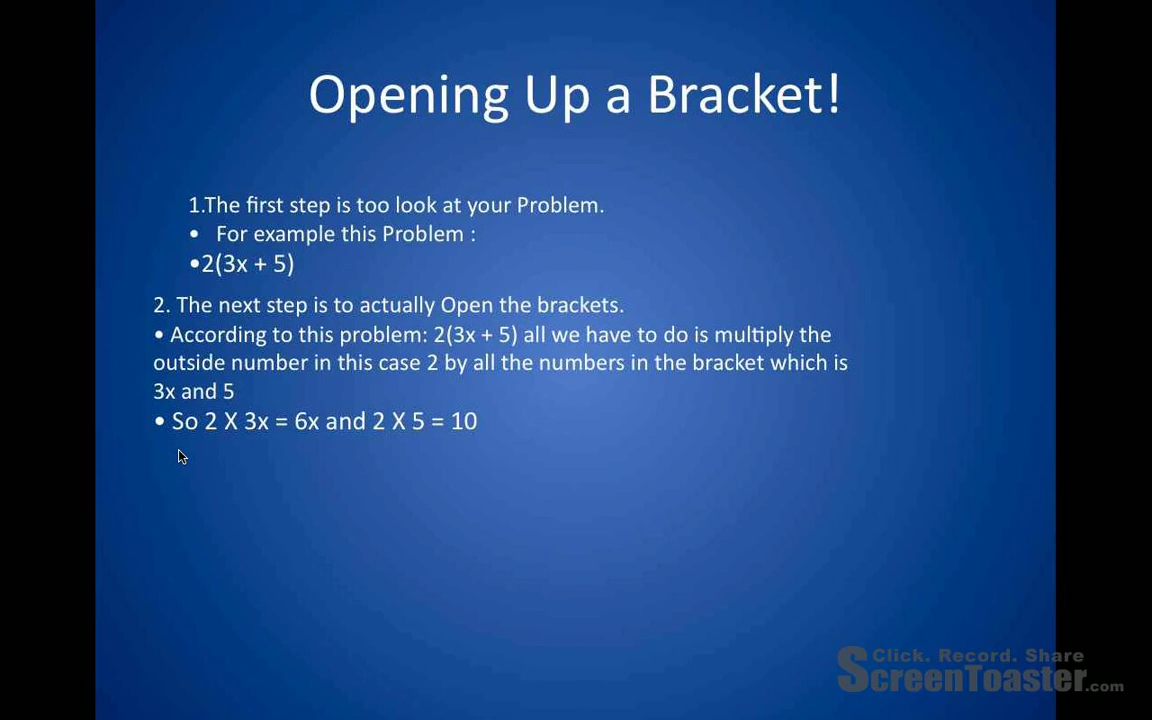 Opening Up a Bracket!
1.The first step is too look at your Problem.
• For example this Problem :
•2(3x + 5)
2. The next step is to actually Open the brackets.
• According to this problem: 2(3x + 5) all we have to do is multiply the
outside number in this case 2 by all the numbers in the bracket which is
3x and 5
• So 2 X 3x = 6x and 2 X 5 = 10
Click. Record. Share
ScreenToaster.com